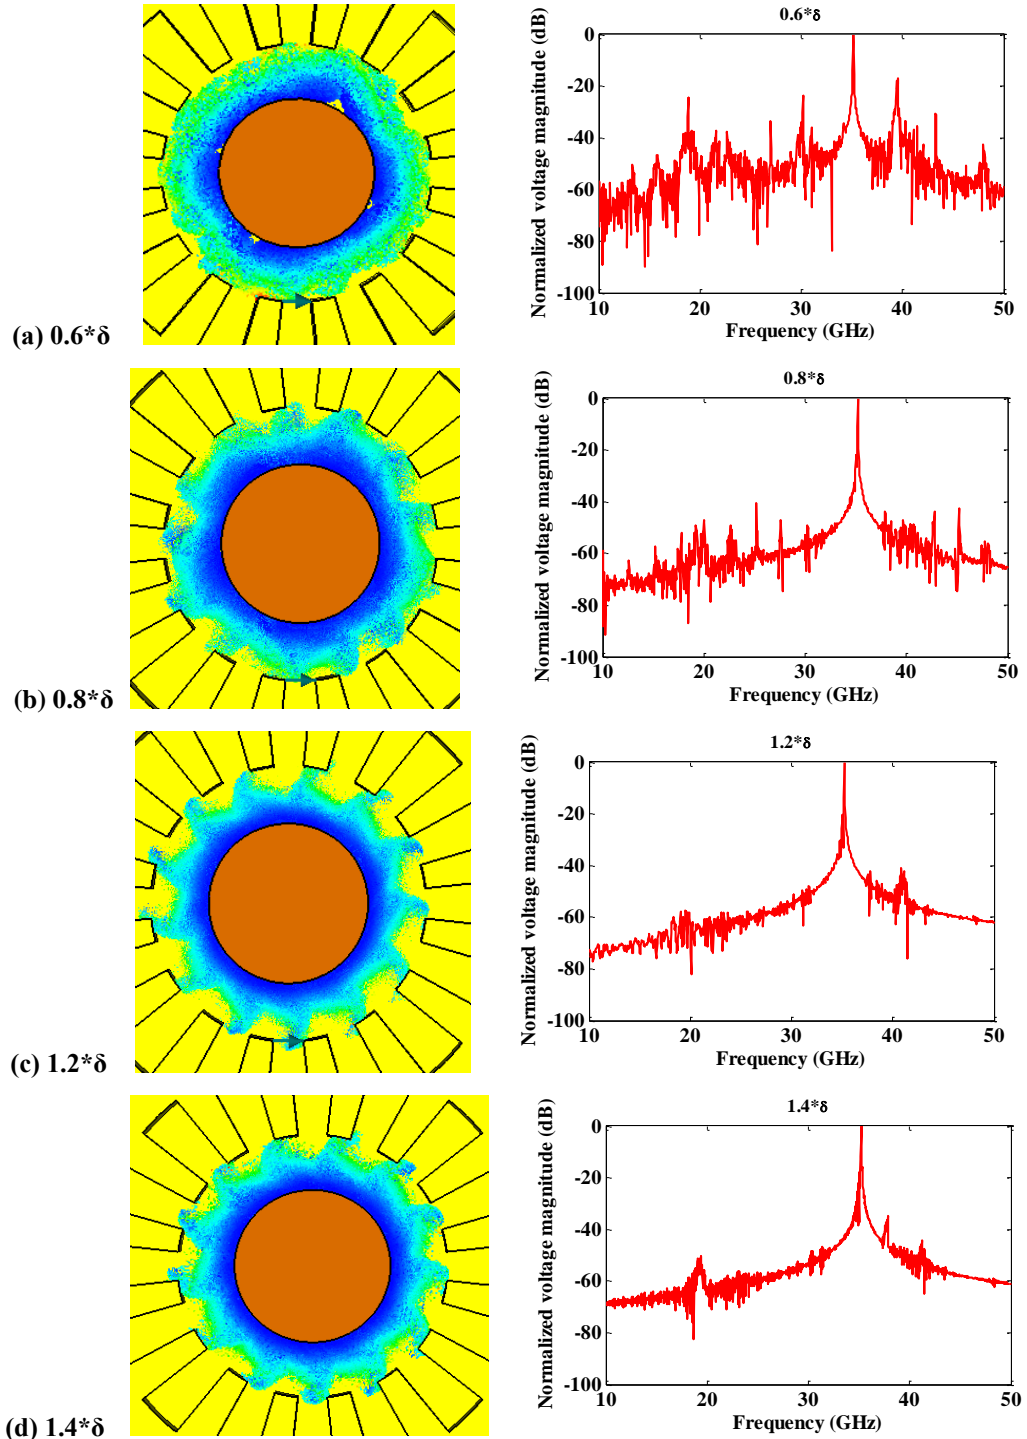 0.6*δ
Normalized voltage magnitude (dB)
0
-20
-40
-60
-80
-100
10 20 30 40 50
Frequency (GHz)
(a) 0.6*δ
0.8*δ
Normalized voltage magnitude (dB)
0
-20
-40
-60
-80
-100
10 20 30 40 50
Frequency (GHz)
(b) 0.8*δ
1.2*δ
Normalized voltage magnitude (dB)
0
-20
-40
-60
-80
-100
10 20 30 40 50
Frequency (GHz)
(c) 1.2*δ
1.4*δ
Normalized voltage magnitude (dB)
0
-20
-40
-60
-80
-100
10 20 30 40 50
Frequency (GHz)
(d) 1.4*δ